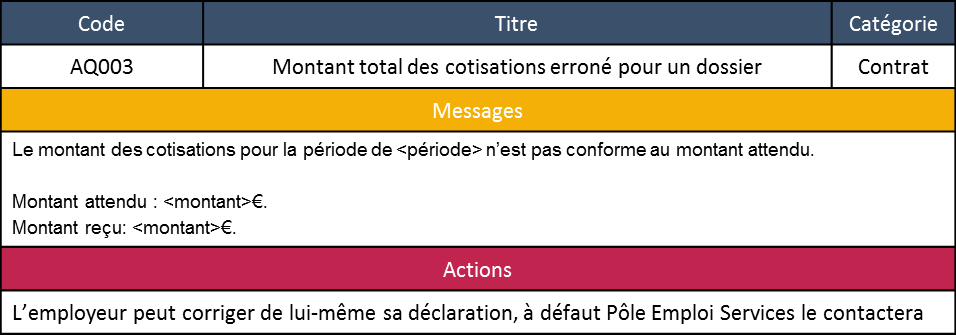 Code Titre Catégorie
AQ003 Montant total des cotisations erroné pour un dossier Contrat
Messages
Le montant des cotisations pour la période de <période> n’est pas conforme au montant attendu.
Montant attendu : <montant>€.
Montant reçu: <montant>€.
Actions
L’employeur peut corriger de lui-même sa déclaration, à défaut Pôle Emploi Services le contactera